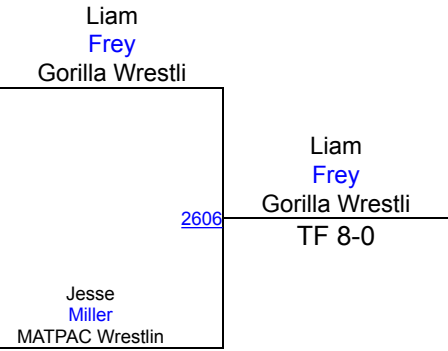 Liam
Frey
Gorilla Wrestli
Liam
Frey
Gorilla Wrestli
2606
TF 8-0
Jesse
Miller
MATPAC Wrestlin